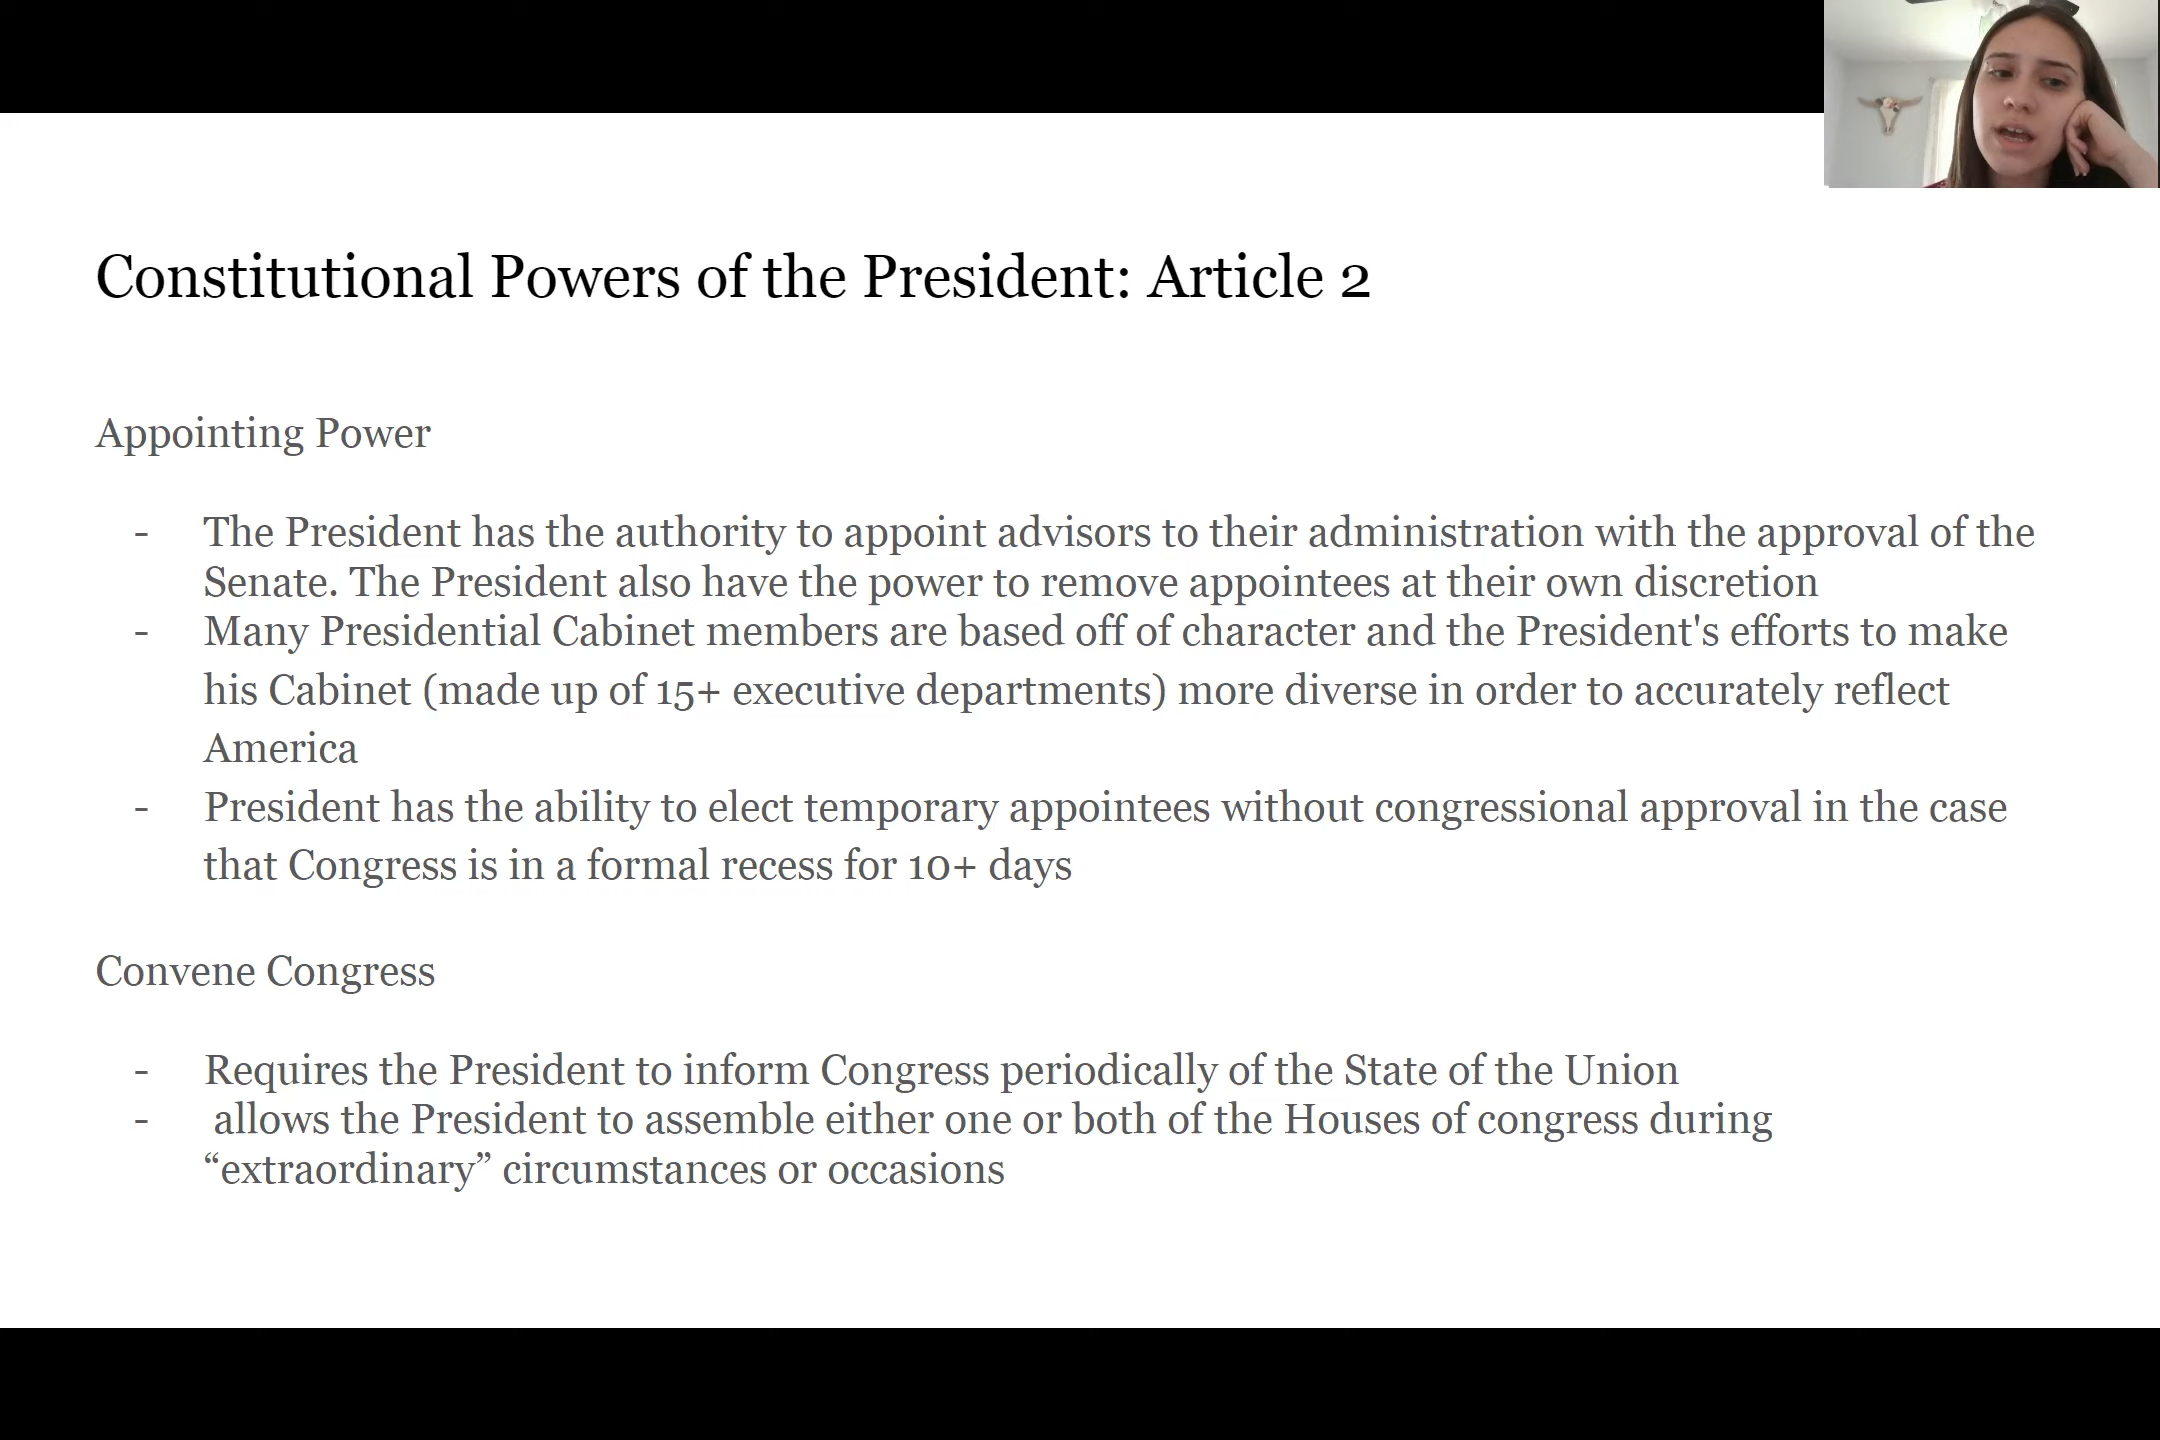 Constitutional Powers of the President: Article 2
Appointing Power
- The President has the authority to appoint advisors to their administration with the approval of the
Senate. The President also have the power to remove appointees at their own discretion
- Many Presidential Cabinet members are based off of character and the President's efforts to make
his Cabinet (made up of 15+ executive departments) more diverse in order to accurately reflect
America
- President has the ability to elect temporary appointees without congressional approval in the case
that Congress is in a formal recess for 10+ days
Convene Congress
- Requires the President to inform Congress periodically of the State of the Union
- allows the President to assemble either one or both of the Houses of congress during
“extraordinary” circumstances or occasions